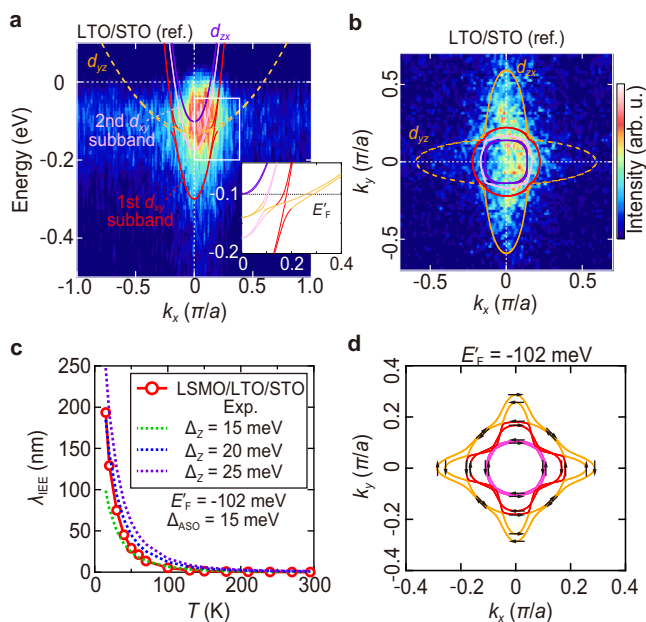 a
LTO/STO (ref.)
d_zx
d_yz
2nd d_xy
subband
1st d_xy
subband
E'_F
-0.1
-0.2
0 0.2 0.4
0
-0.2
-0.4
Energy (eV)
-1.0 -0.5 0.0 0.5 1.0
k_x (π/a)
b
LTO/STO (ref.)
d_zx
d_yz
0.5
0.0
-0.5
k_y (π/a)
-0.5 0.0 0.5
k_x (π/a)
Intensity (arb. u.)
c
250
200
150
100
50
0
λ_IEE (nm)
LSMO/LTO/STO
Exp.
Δ_Z = 15 meV
Δ_Z = 20 meV
Δ_Z = 25 meV
E'_F = -102 meV
Δ_ASO = 15 meV
100 200 300
T (K)
d
E'_F = -102 meV
0.4
0.2
0
-0.2
-0.4
k_y (π/a)
-0.4 -0.2 0 0.2 0.4
k_x (π/a)